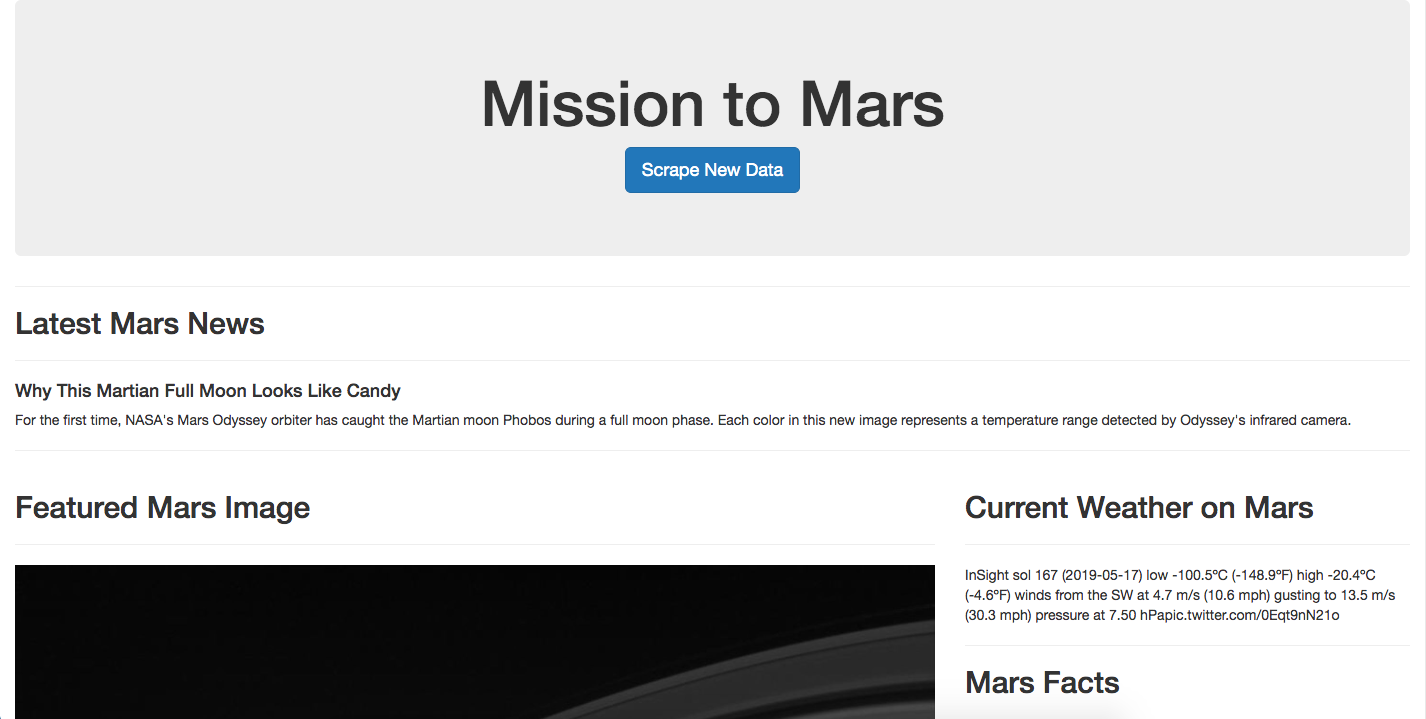 Mission to Mars
Scrape New Data
Latest Mars News
Why This Martian Full Moon Looks Like Candy
For the first time, NASA's Mars Odyssey orbiter has caught the Martian moon Phobos during a full moon phase. Each color in this new image represents a temperature range detected by Odyssey's infrared camera.
Featured Mars Image
Current Weather on Mars
InSight sol 167 (2019-05-17) low -100.5ºC (-148.9ºF) high -20.4ºC
(-4.6ºF) winds from the SW at 4.7 m/s (10.6 mph) gusting to 13.5 m/s
(30.3 mph) pressure at 7.50 hPapic.twitter.com/0Eqt9nN21o
Mars Facts